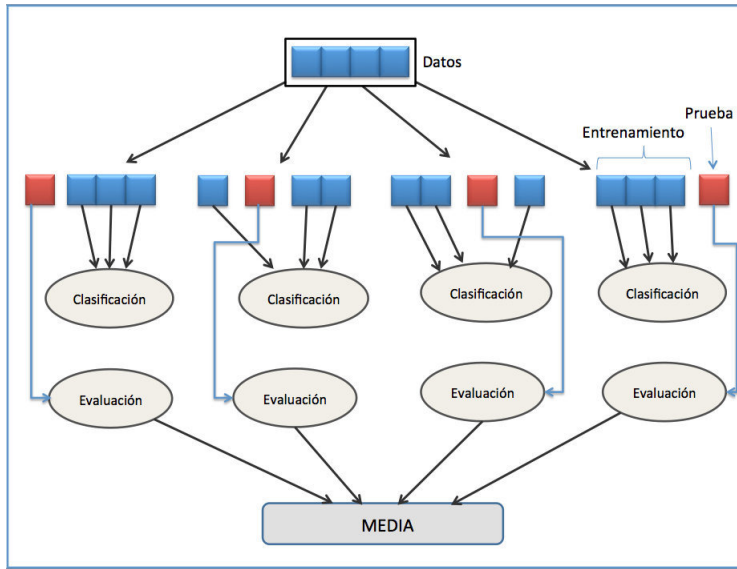 Datos
Prueba
Entrenamiento
Clasificación
Clasificación
Clasificación
Clasificación
Evaluación
Evaluación
Evaluación
Evaluación
MEDIA